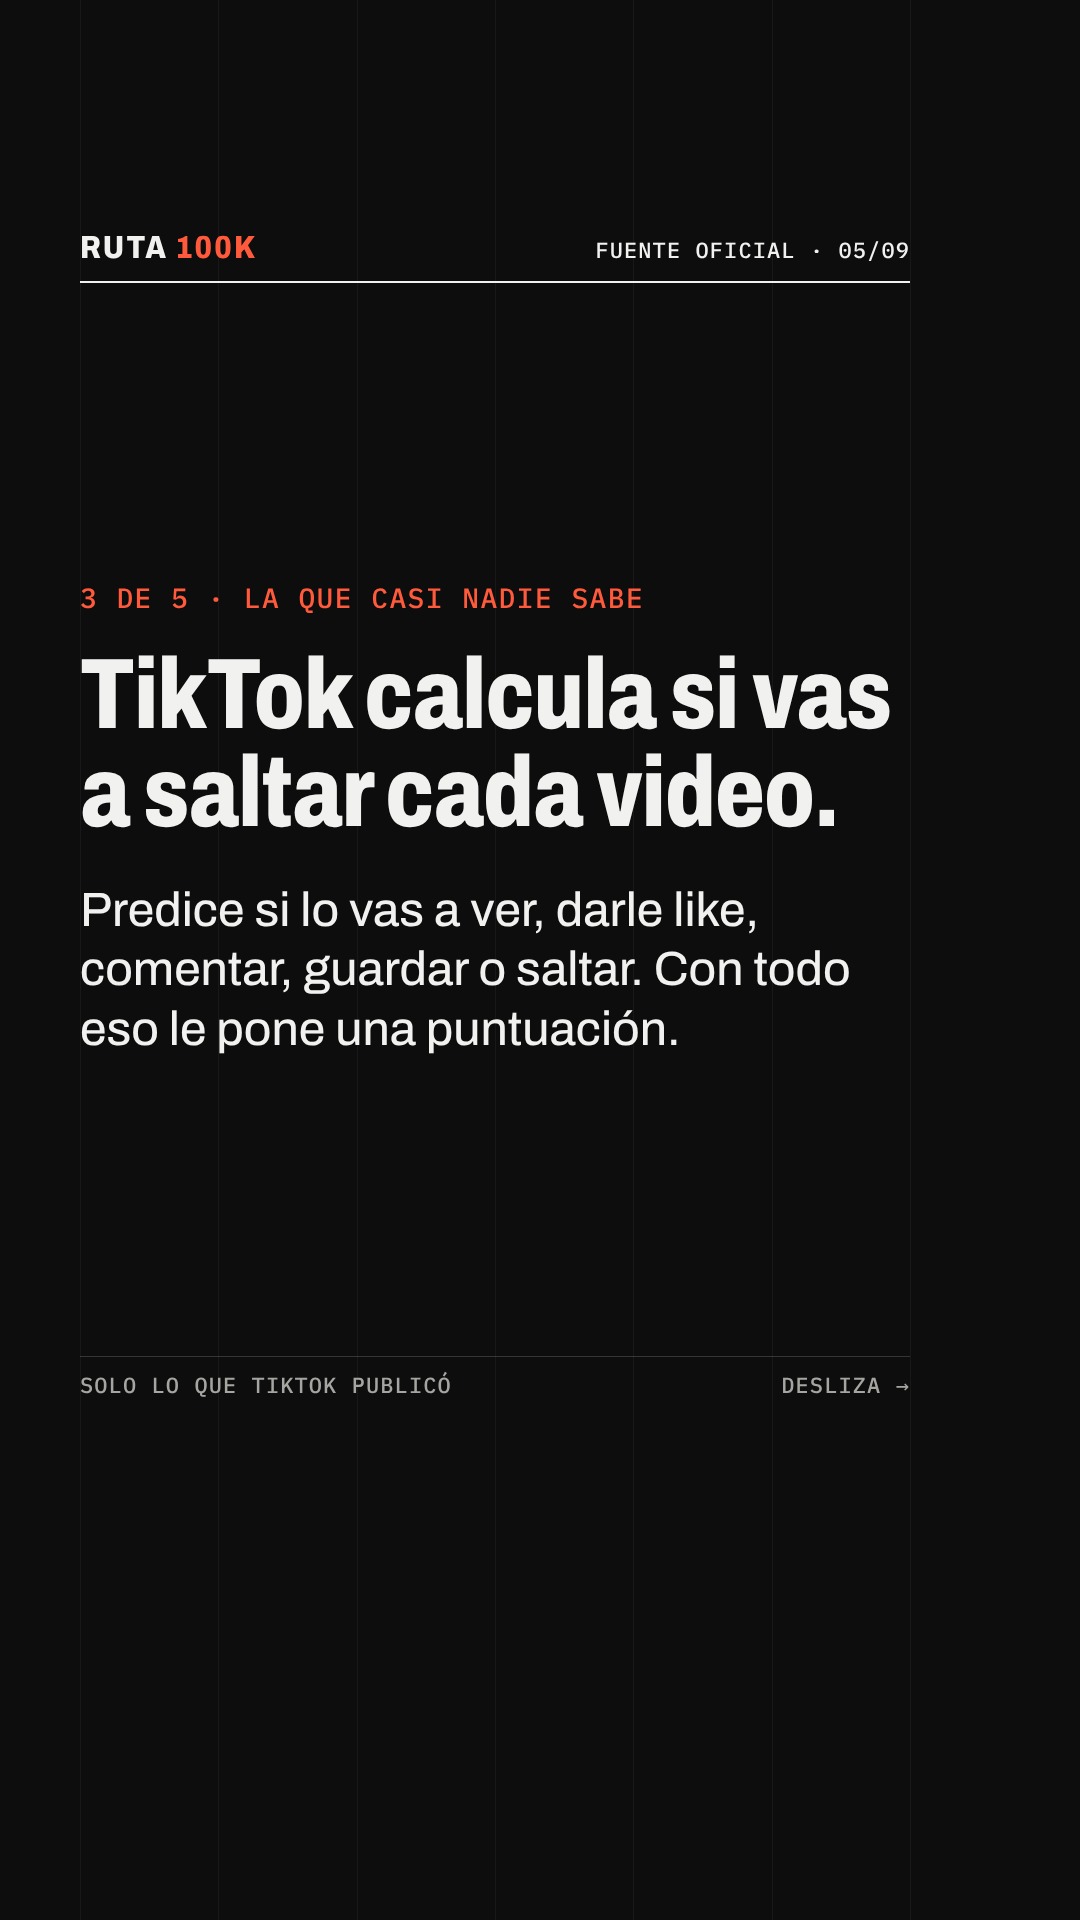 RUTA 100K
FUENTE OFICIAL · 05/09
3 DE 5 · LA QUE CASI NADIE SABE
TikTok calcula si vas
a saltar cada video.
Predice si lo vas a ver, darle like,
comentar, guardar o saltar. Con todo
eso le pone una puntuación.
SOLO LO QUE TIKTOK PUBLICÓ
DESLIZA →